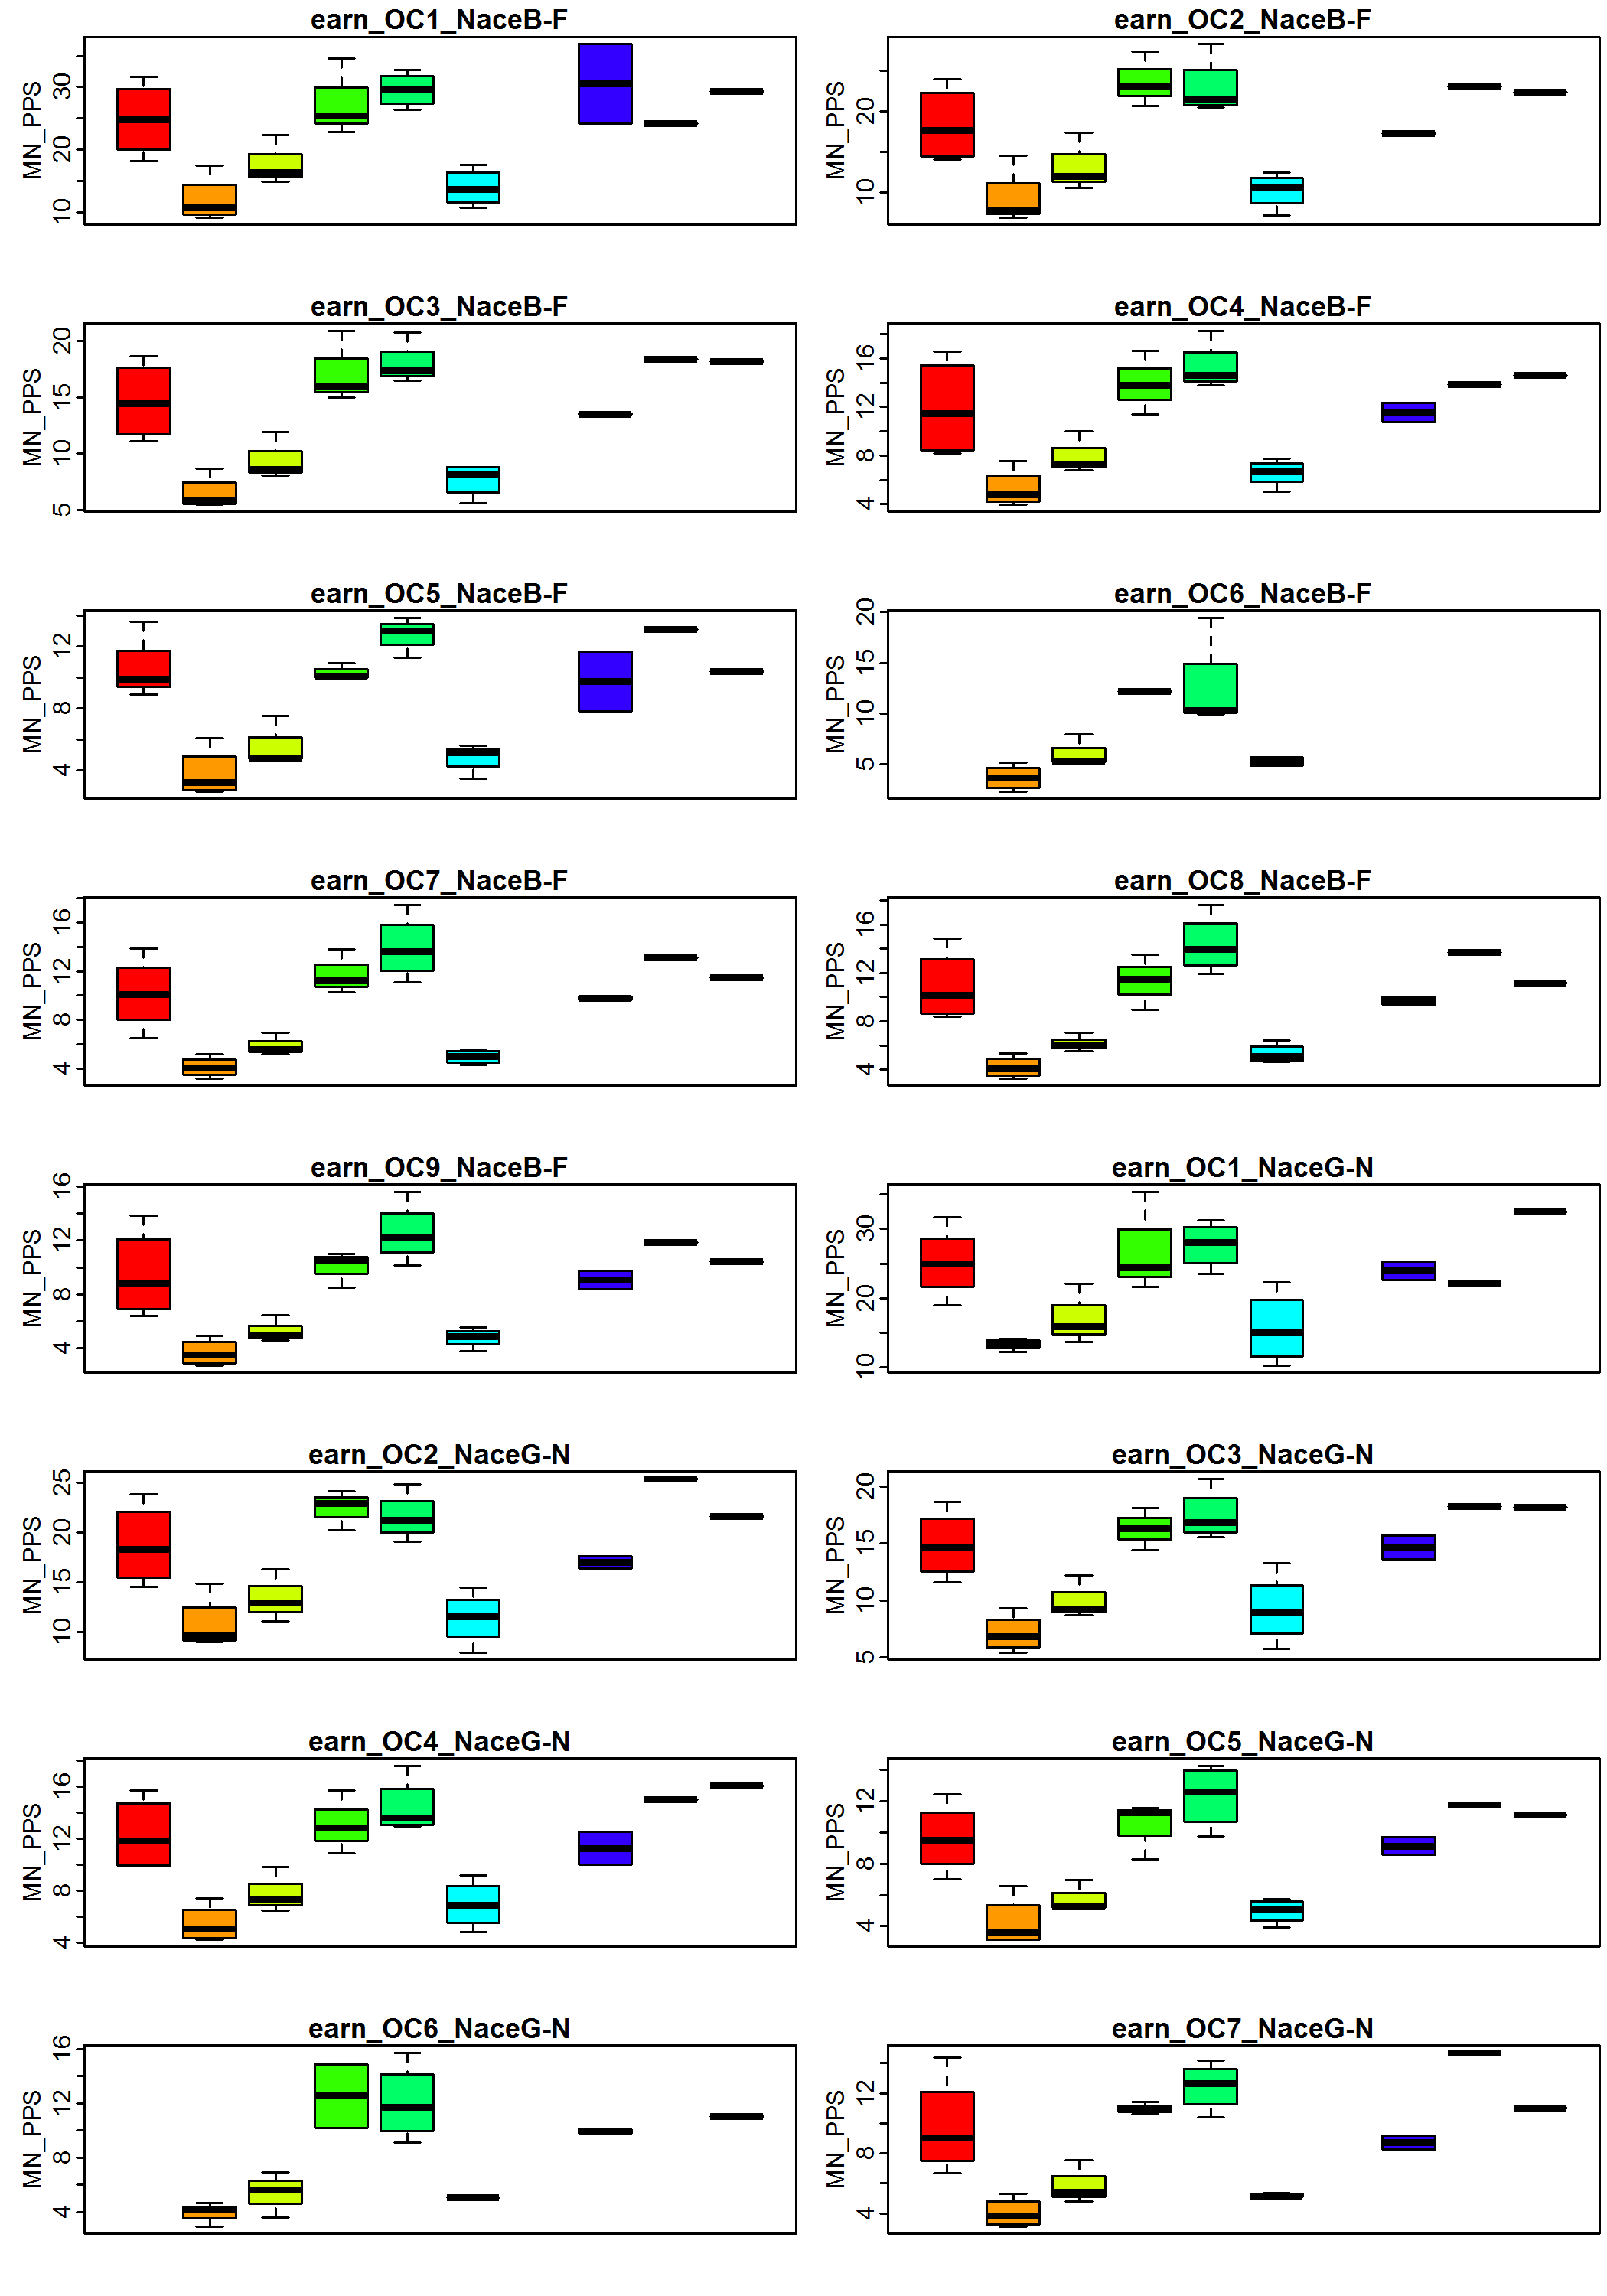 earn_OC1_NaceB-F
MN_PPS
10 20 30
earn_OC2_NaceB-F
MN_PPS
10 20
earn_OC3_NaceB-F
MN_PPS
5 10 15 20
earn_OC4_NaceB-F
MN_PPS
4 8 12 16
earn_OC5_NaceB-F
MN_PPS
4 8 12
earn_OC6_NaceB-F
MN_PPS
5 10 15 20
earn_OC7_NaceB-F
MN_PPS
4 8 12 16
earn_OC8_NaceB-F
MN_PPS
4 8 12 16
earn_OC9_NaceB-F
MN_PPS
4 8 12 16
earn_OC1_NaceG-N
MN_PPS
10 20 30
earn_OC2_NaceG-N
MN_PPS
10 15 20 25
earn_OC3_NaceG-N
MN_PPS
5 10 15 20
earn_OC4_NaceG-N
MN_PPS
4 8 12 16
earn_OC5_NaceG-N
MN_PPS
4 8 12
earn_OC6_NaceG-N
MN_PPS
4 8 12 16
earn_OC7_NaceG-N
MN_PPS
4 8 12